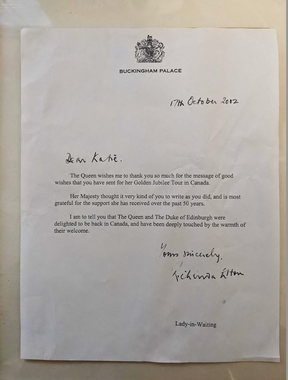 BUCKINGHAM PALACE
17th October 2002
Dear Katie.
The Queen wishes me to thank you so much for the message of good
wishes that you have sent for her Golden Jubilee Tour in Canada.
Her Majesty thought it very kind of you to write as you did, and is most
grateful for the support she has received over the past 50 years.
I am to tell you that The Queen and The Duke of Edinburgh were
delighted to be back in Canada, and have been deeply touched by the warmth of
their welcome.
Yours sincerely,
Lady-in-Waiting